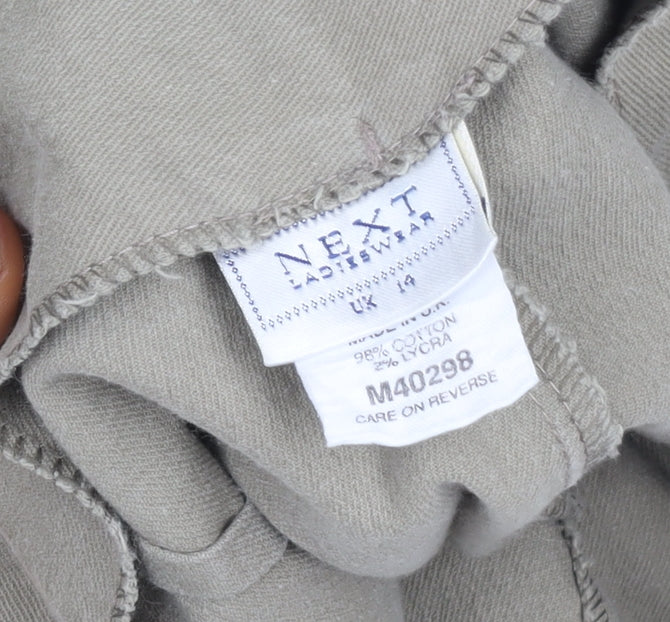 NEXT
LADIESWEAR
UK 14
MADE IN U.K.
98% COTTON
2% LYCRA
M40298
CARE ON REVERSE